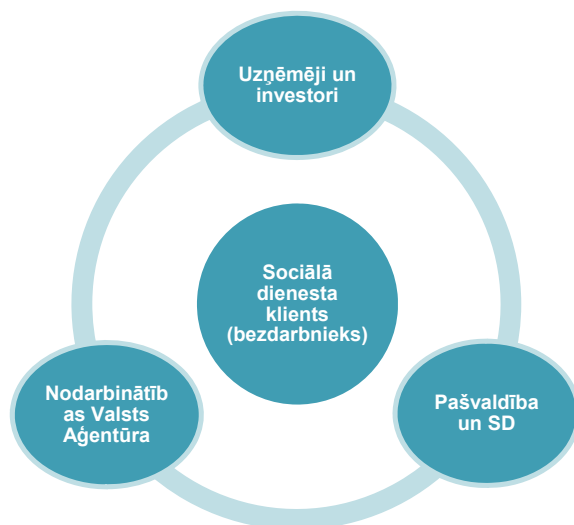 Uzņēmēji un
investori
Sociālā
dienesta
klients
(bezdarbnieks)
Nodarbinātīb
as Valsts
Aģentūra
Pašvaldība
un SD